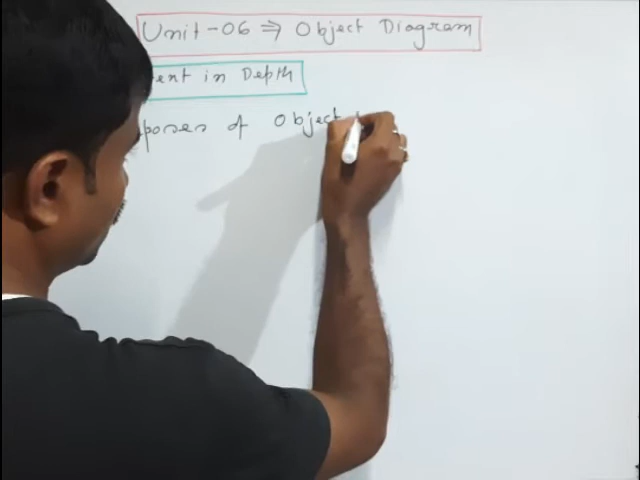 Unit-06 ⇒ Object Diagram
ent in Depth
poses of Object